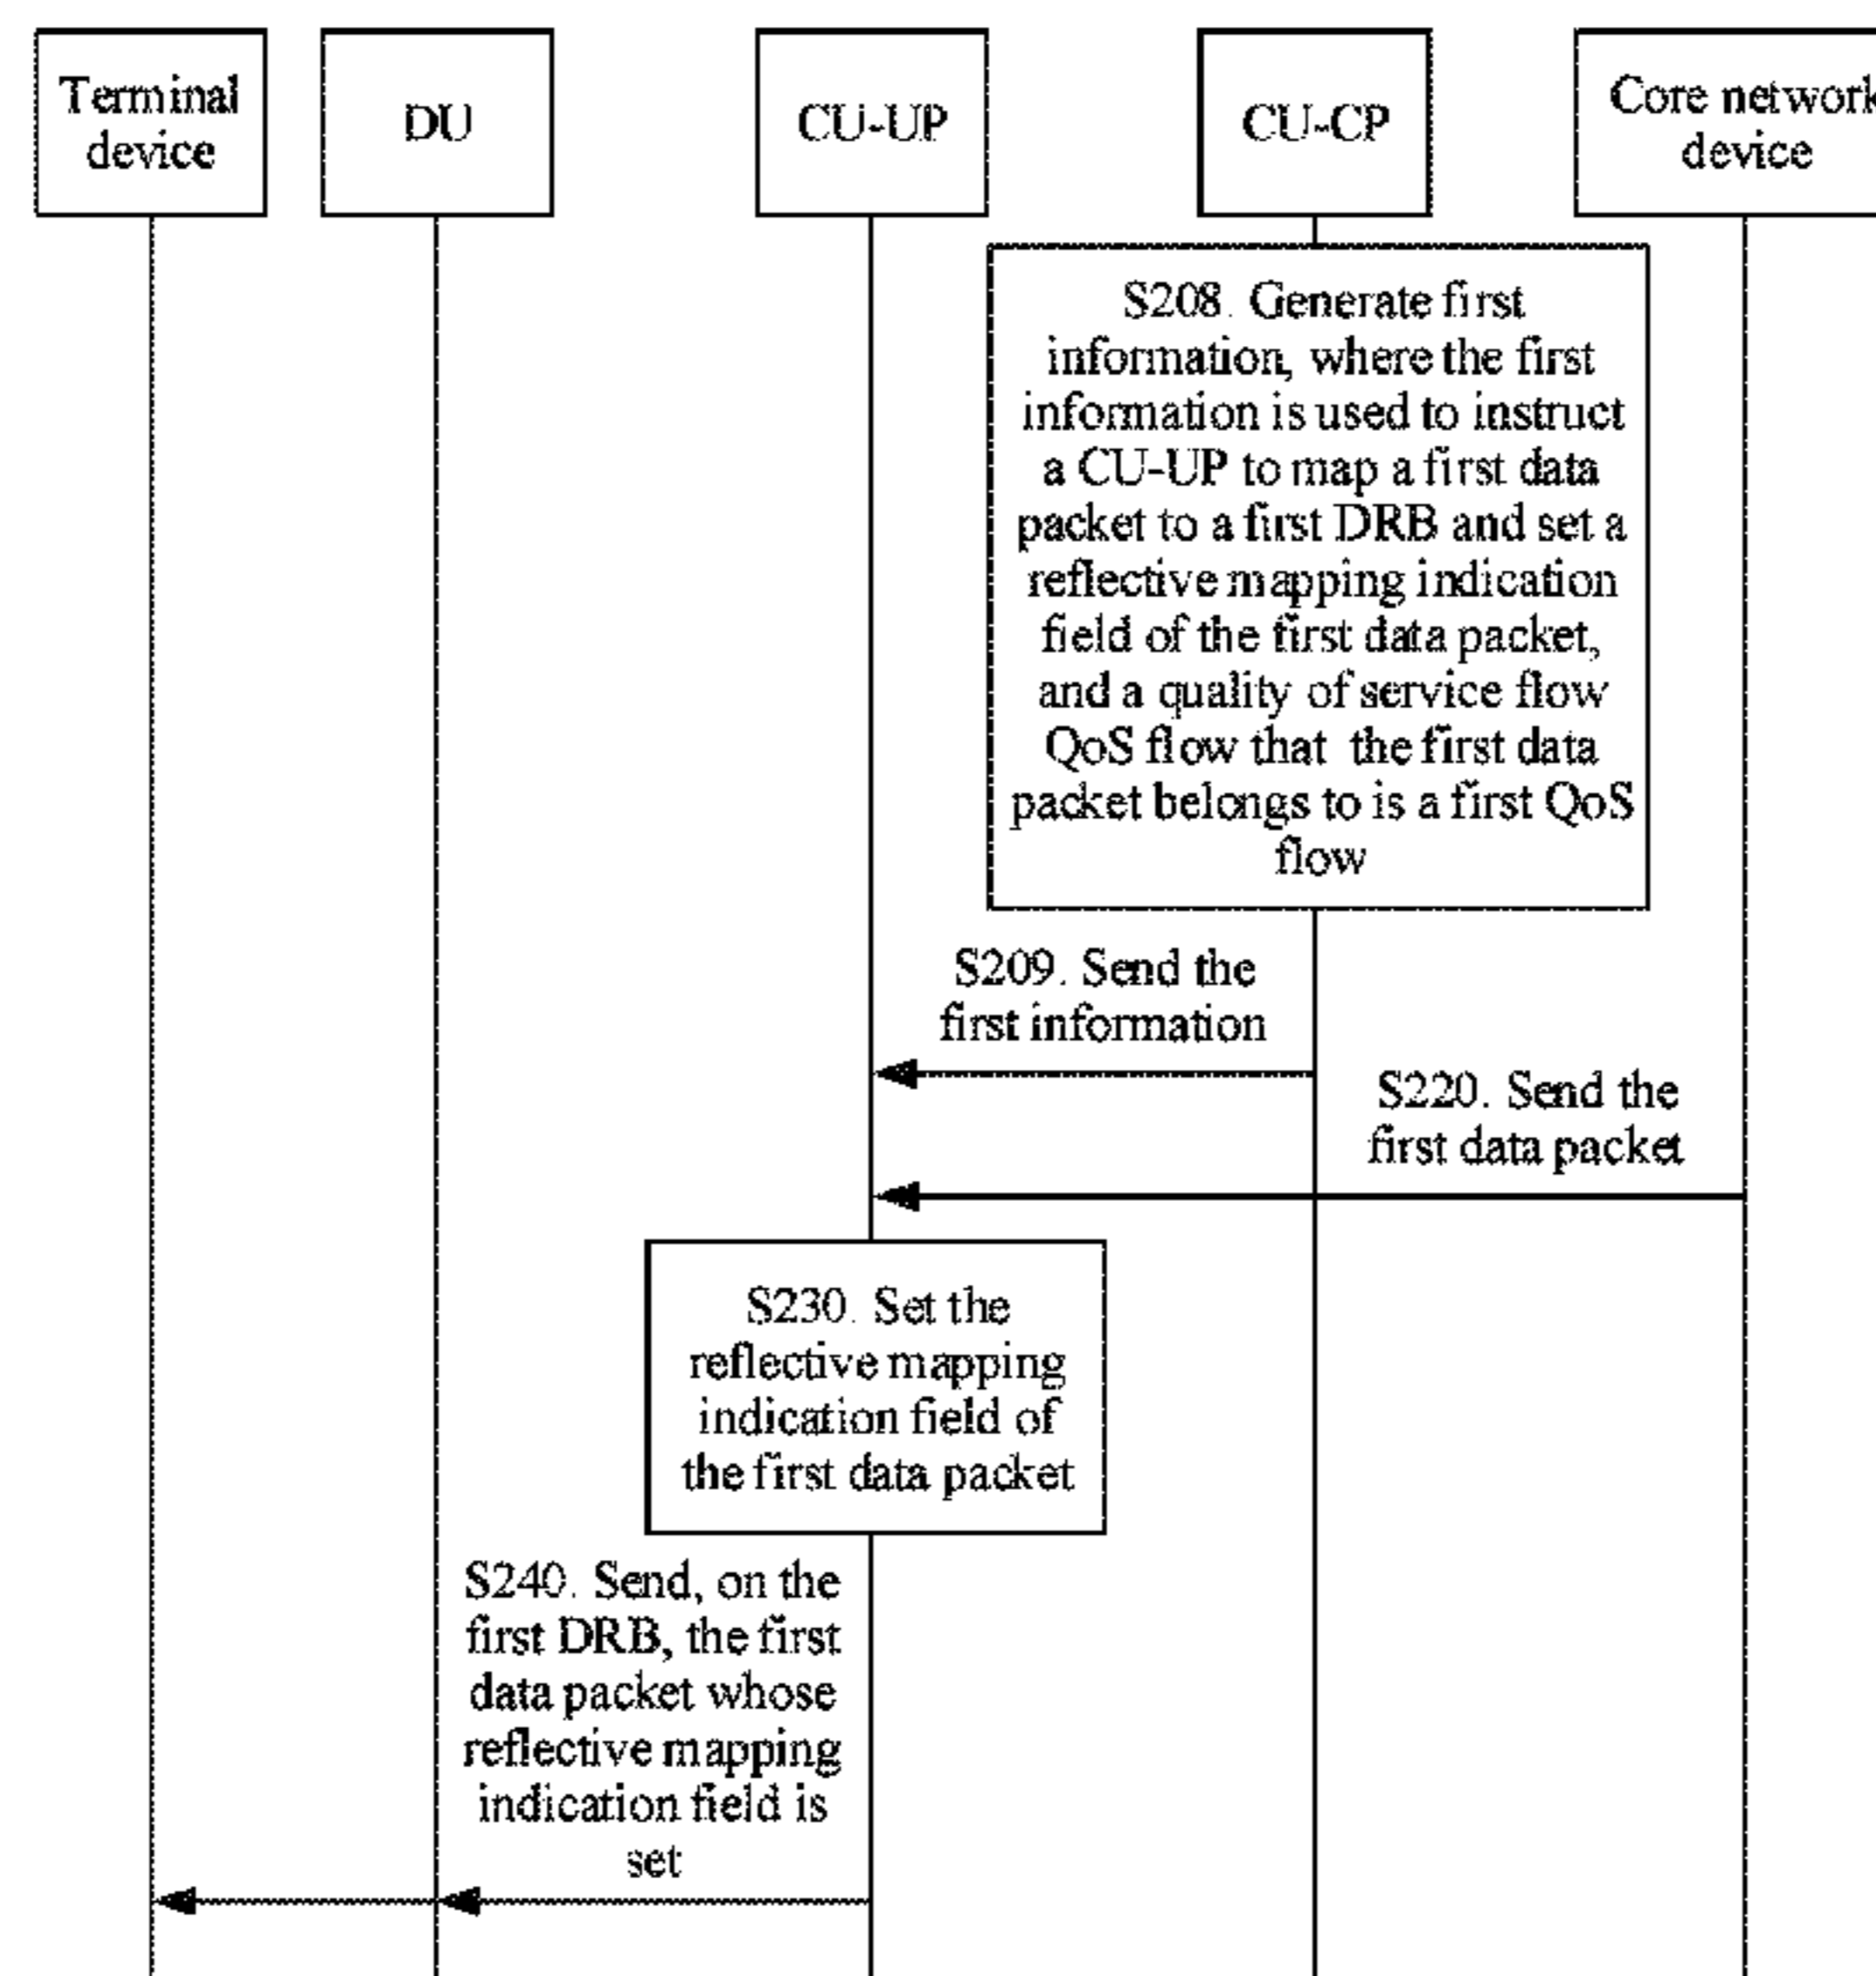 Terminal
device
DU
CU-UP
CU-CP
Core network
device
S208. Generate first
information, where the first
information is used to instruct
a CU-UP to map a first data
packet to a first DRB and set a
reflective mapping indication
field of the first data packet,
and a quality of service flow
QoS flow that the first data
packet belongs to is a first QoS
flow
S209. Send the
first information
S220. Send the
first data packet
S230. Set the
reflective mapping
indication field of
the first data packet
S240. Send, on the
first DRB, the first
data packet whose
reflective mapping
indication field is
set